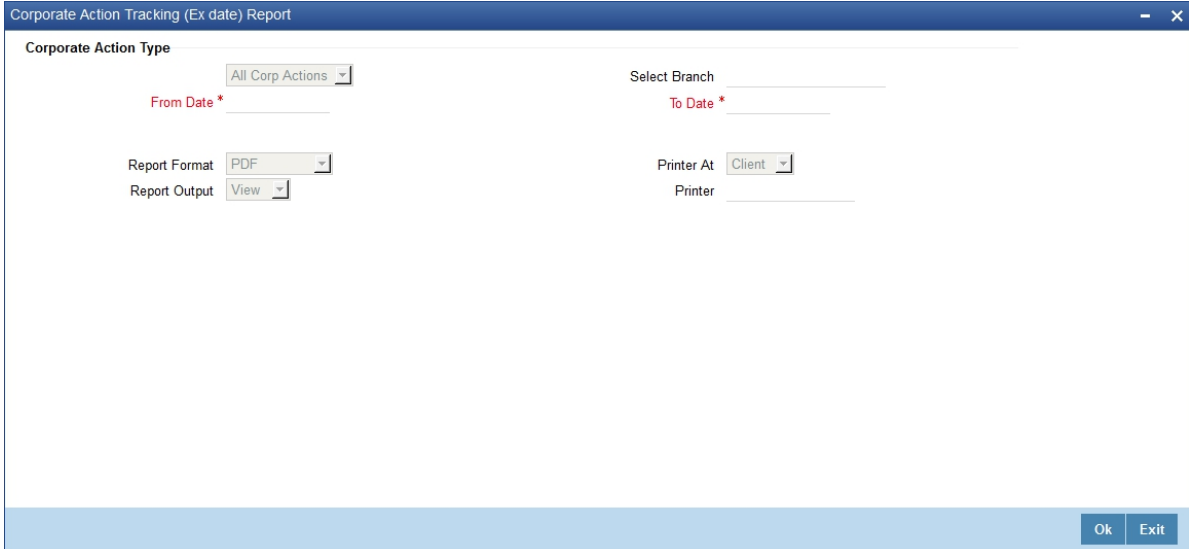 Corporate Action Tracking (Ex date) Report
Corporate Action Type
All Corp Actions Select Branch
From Date * To Date *
Report Format PDF Printer At Client
Report Output View Printer
Ok Exit